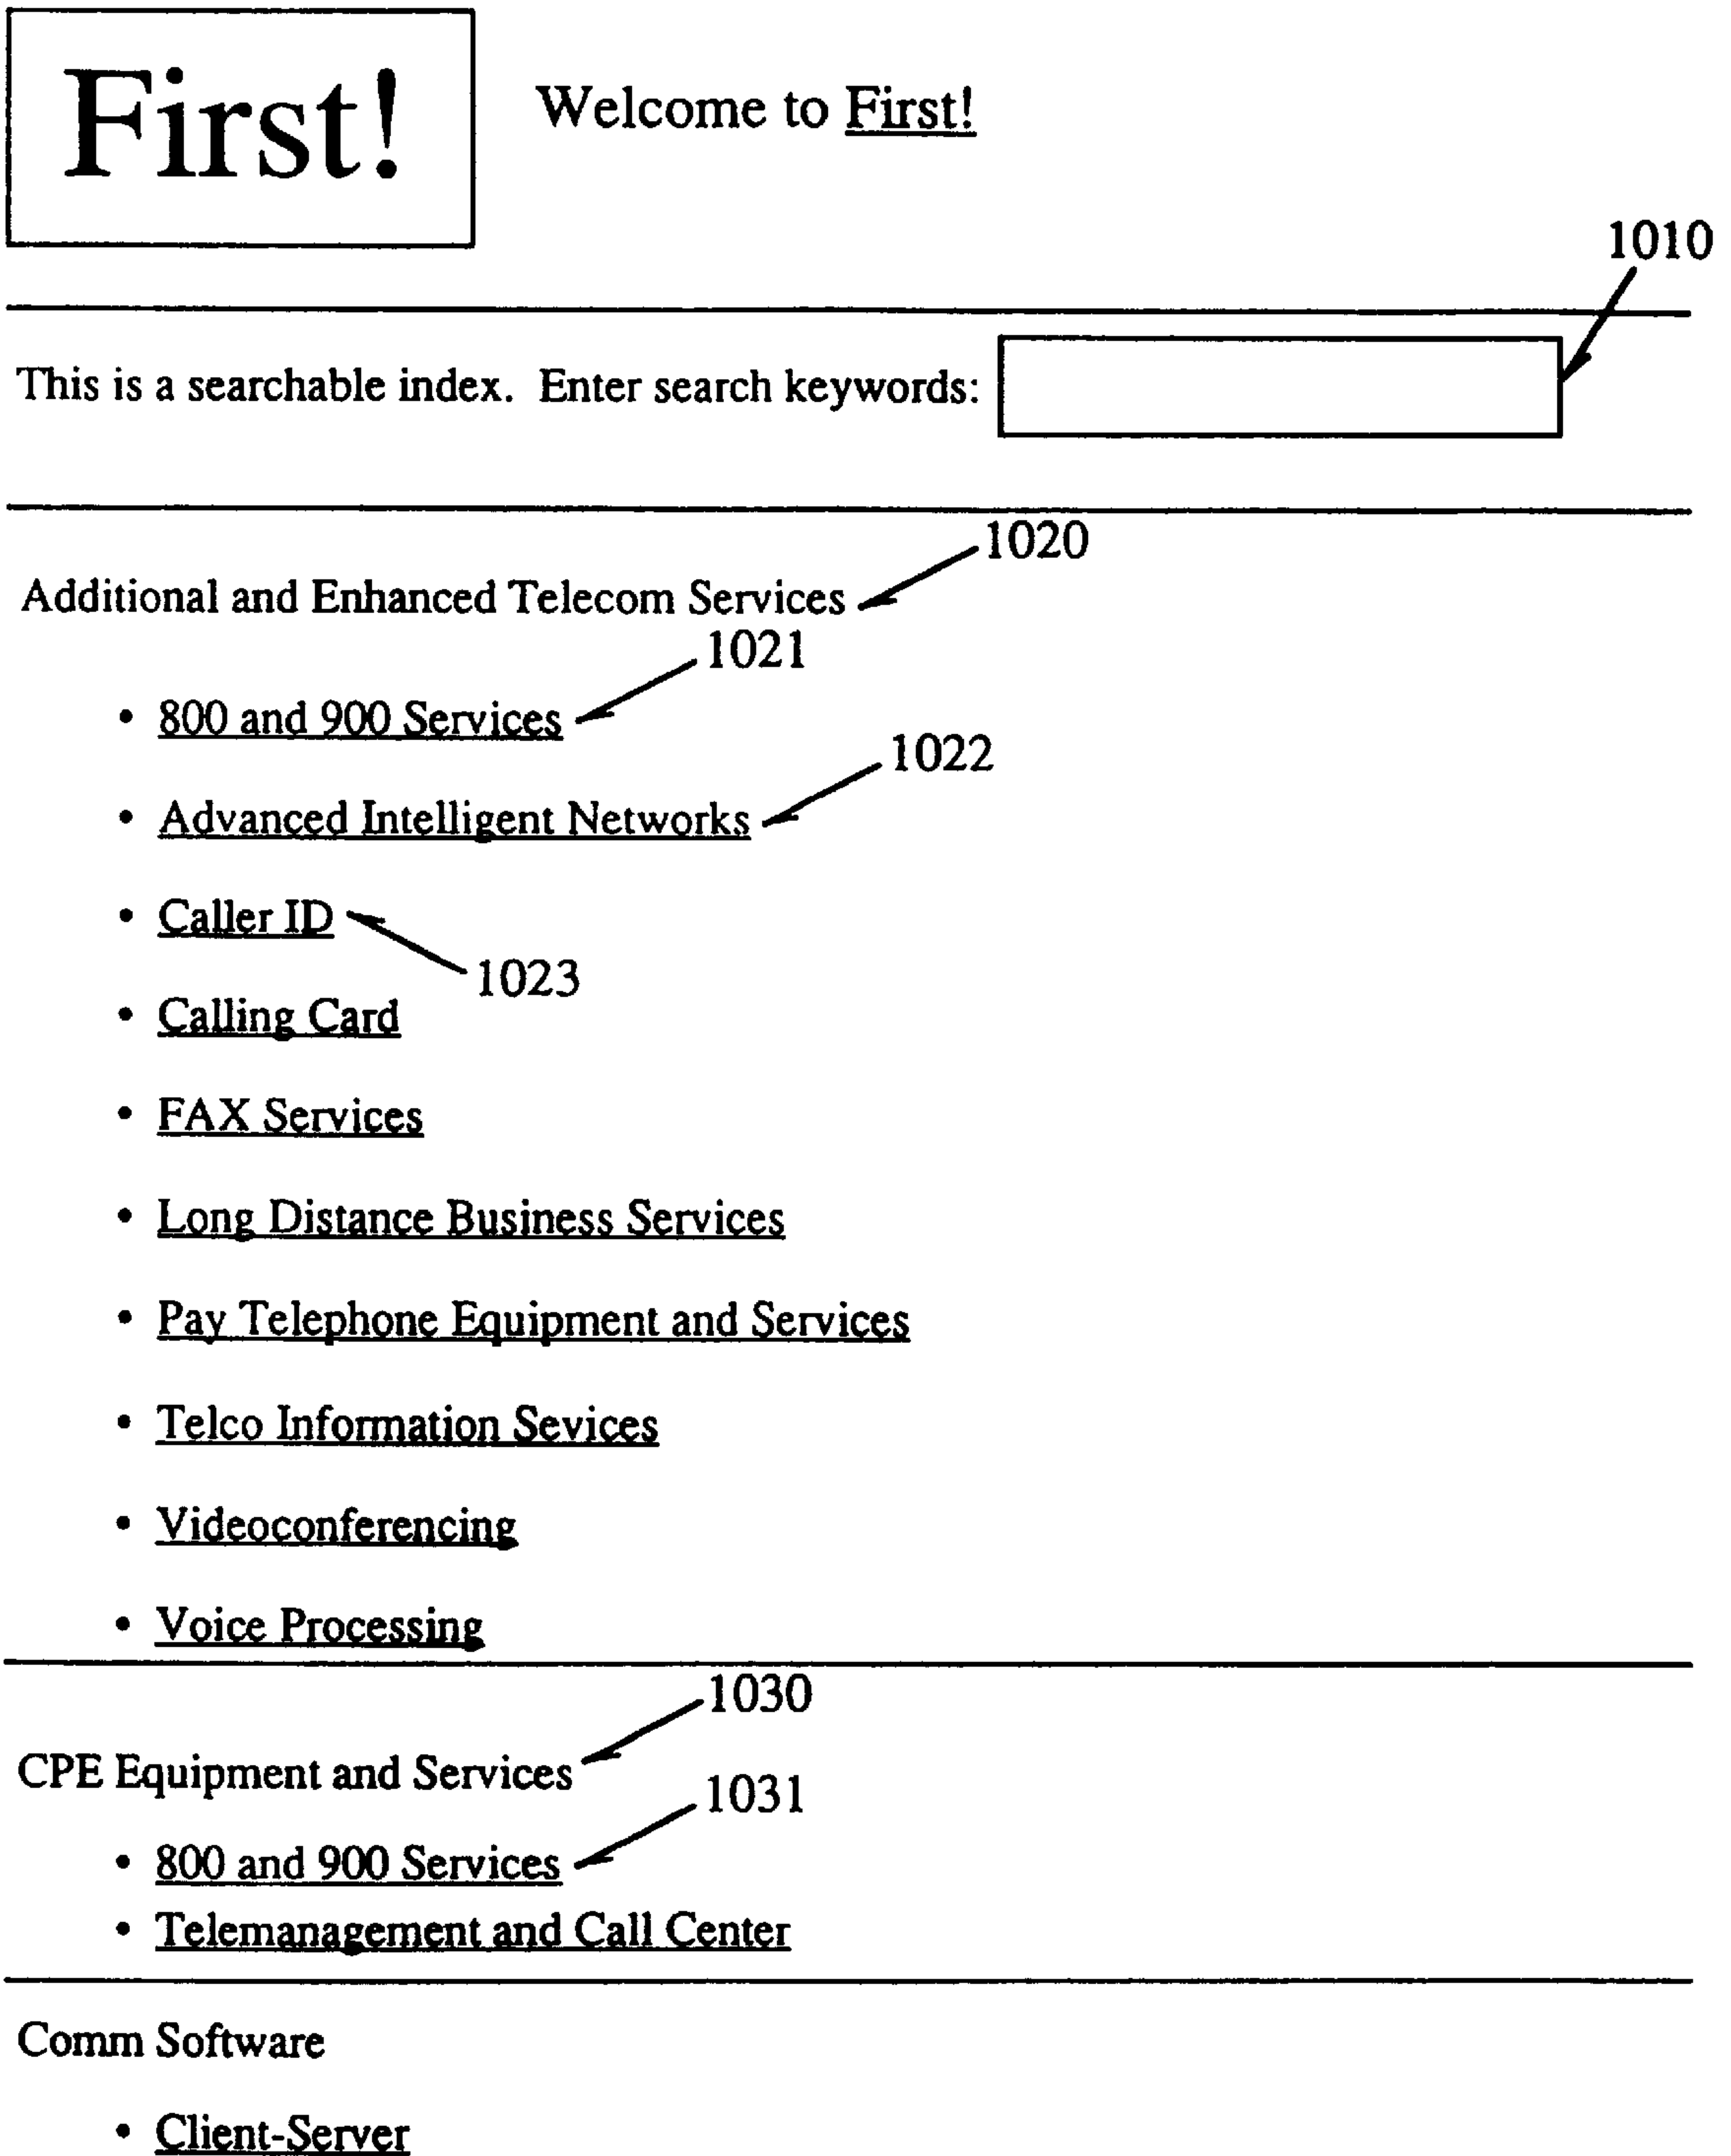 First!
Welcome to First!
1010
This is a searchable index. Enter search keywords:
1020
Additional and Enhanced Telecom Services
1021
• 800 and 900 Services
1022
• Advanced Intelligent Networks
• Caller ID
1023
• Calling Card
• FAX Services
• Long Distance Business Services
• Pay Telephone Equipment and Services
• Telco Information Sevices
• Videoconferencing
• Voice Processing
1030
CPE Equipment and Services
1031
• 800 and 900 Services
• Telemanagement and Call Center
Comm Software
• Client-Server